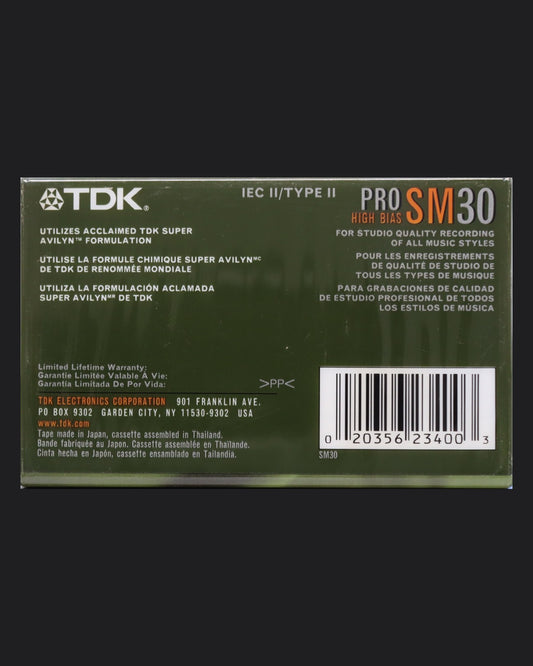 TDK®
IEC II/TYPE II
PRO SM30
HIGH BIAS
UTILIZES ACCLAIMED TDK SUPER
AVILYN™ FORMULATION
UTILISE LA FORMULE CHIMIQUE SUPER AVILYNᴹᶜ
DE TDK DE RENOMMÉE MONDIALE
UTILIZA LA FORMULACIÓN ACLAMADA
SUPER AVILYNᴹᴿ DE TDK
FOR STUDIO QUALITY RECORDING
OF ALL MUSIC STYLES
POUR LES ENREGISTREMENTS
DE QUALITÉ DE STUDIO DE
TOUS LES TYPES DE MUSIQUE
PARA GRABACIONES DE CALIDAD
DE ESTUDIO PROFESIONAL DE TODOS
LOS ESTILOS DE MÚSICA
Limited Lifetime Warranty:
Garantie Limitée Valable À Vie:
Garantía Limitada De Por Vida:
>PP<
TDK ELECTRONICS CORPORATION 901 FRANKLIN AVE.
PO BOX 9302 GARDEN CITY, NY 11530-9302 USA
www.tdk.com
Tape made in Japan, cassette assembled in Thailand.
Bande fabriquée au Japon. Cassette assemblée en Thaïlande.
Cinta hecha en Japón, cassette ensamblado en Tailandia.
0 20356 23400 3
SM30